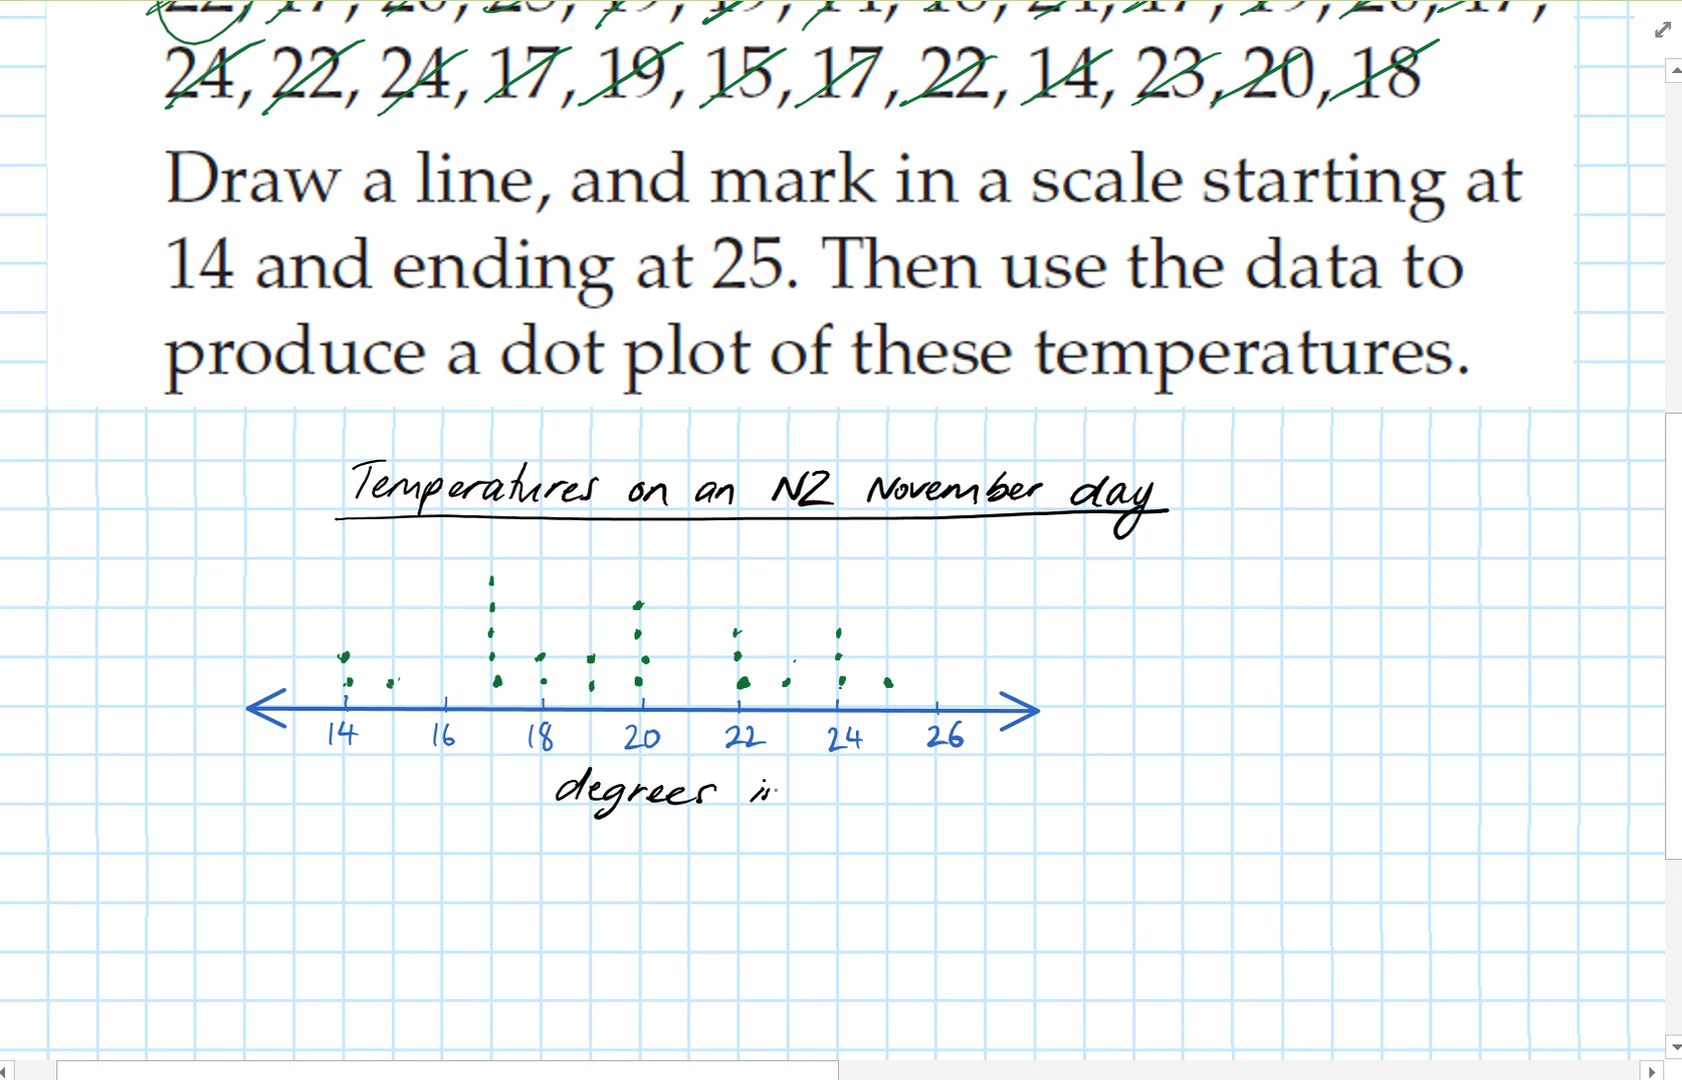 24, 22, 24, 17, 19, 15, 17, 22, 14, 23, 20, 18
Draw a line, and mark in a scale starting at
14 and ending at 25. Then use the data to
produce a dot plot of these temperatures.
Temperatures on an NZ November day
14 16 18 20 22 24 26
degrees